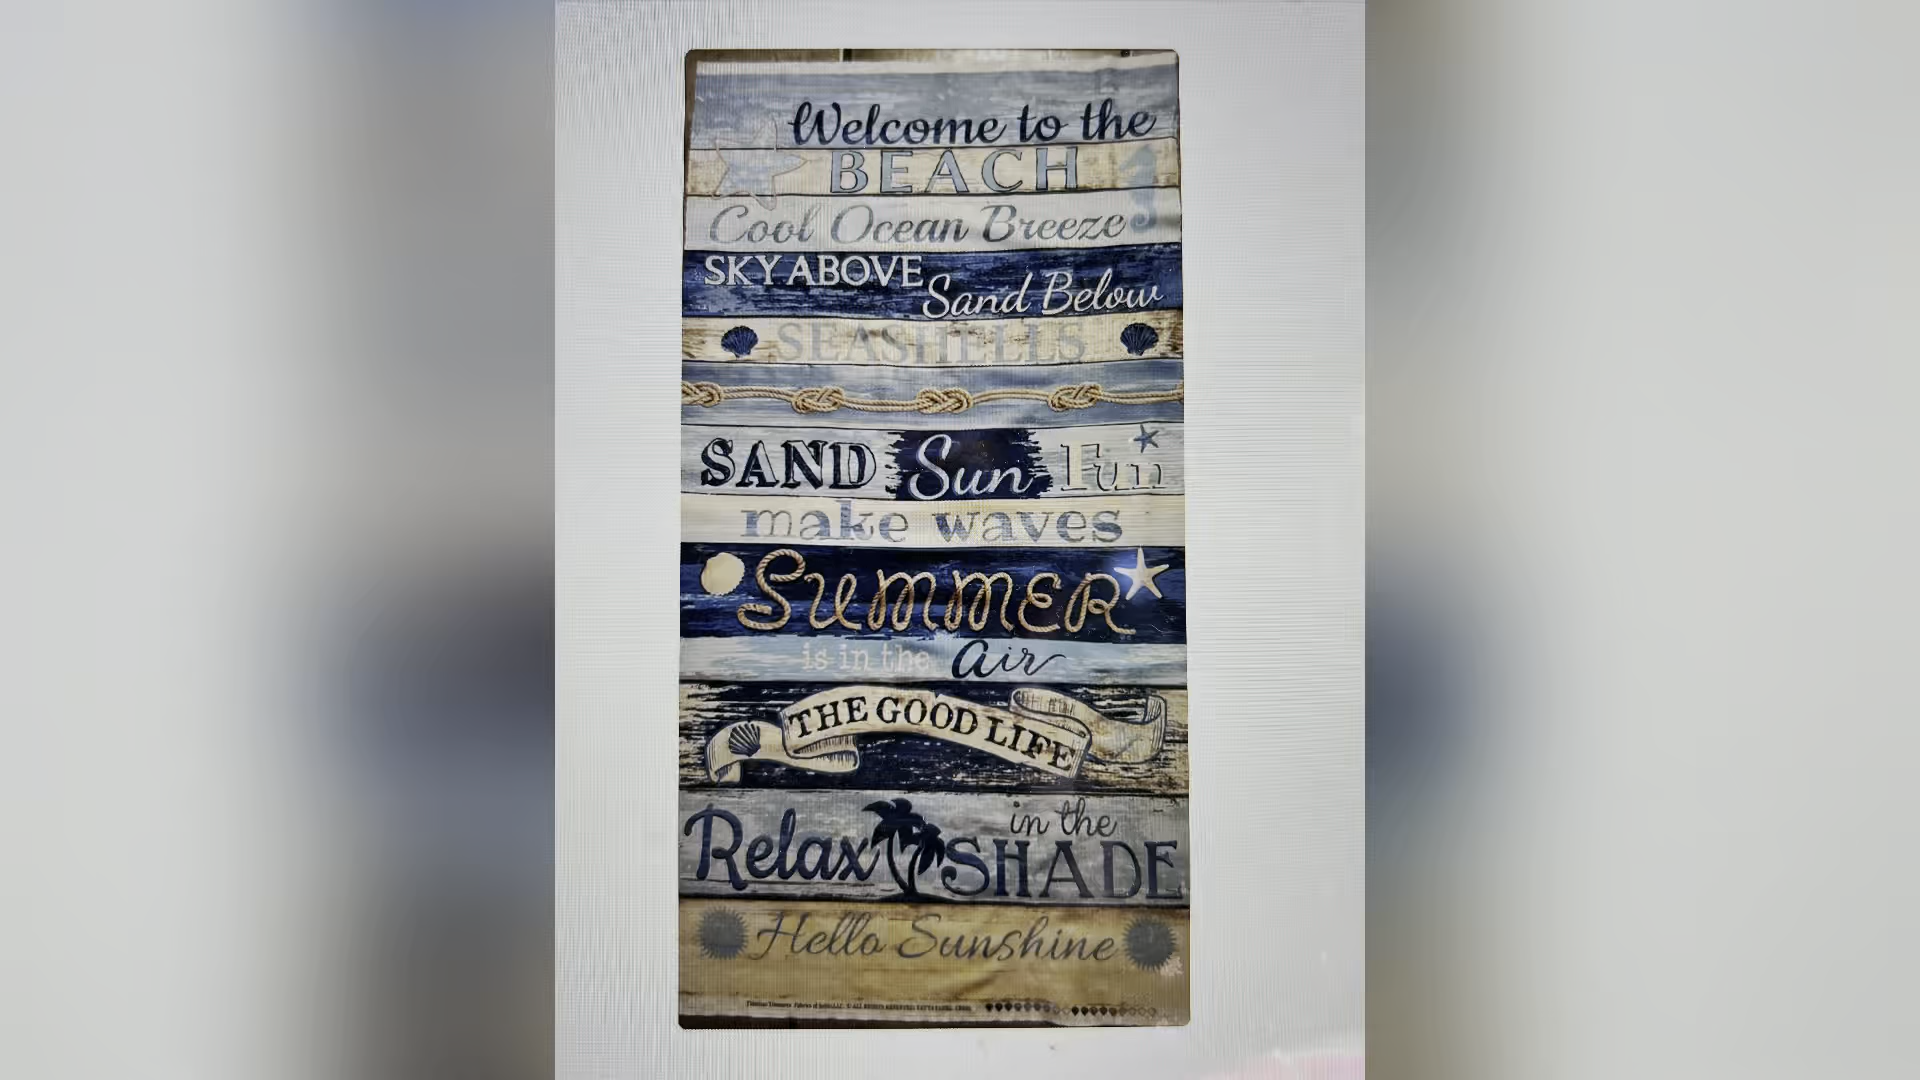 Welcome to the
BEACH
Cool Ocean Breeze
SKY ABOVE
Sand Below
SEASHELLS
SAND Sun Fun
make waves
SUMMER
is in the Air
THE GOOD LIFE
Relax in the
SHADE
Hello Sunshine